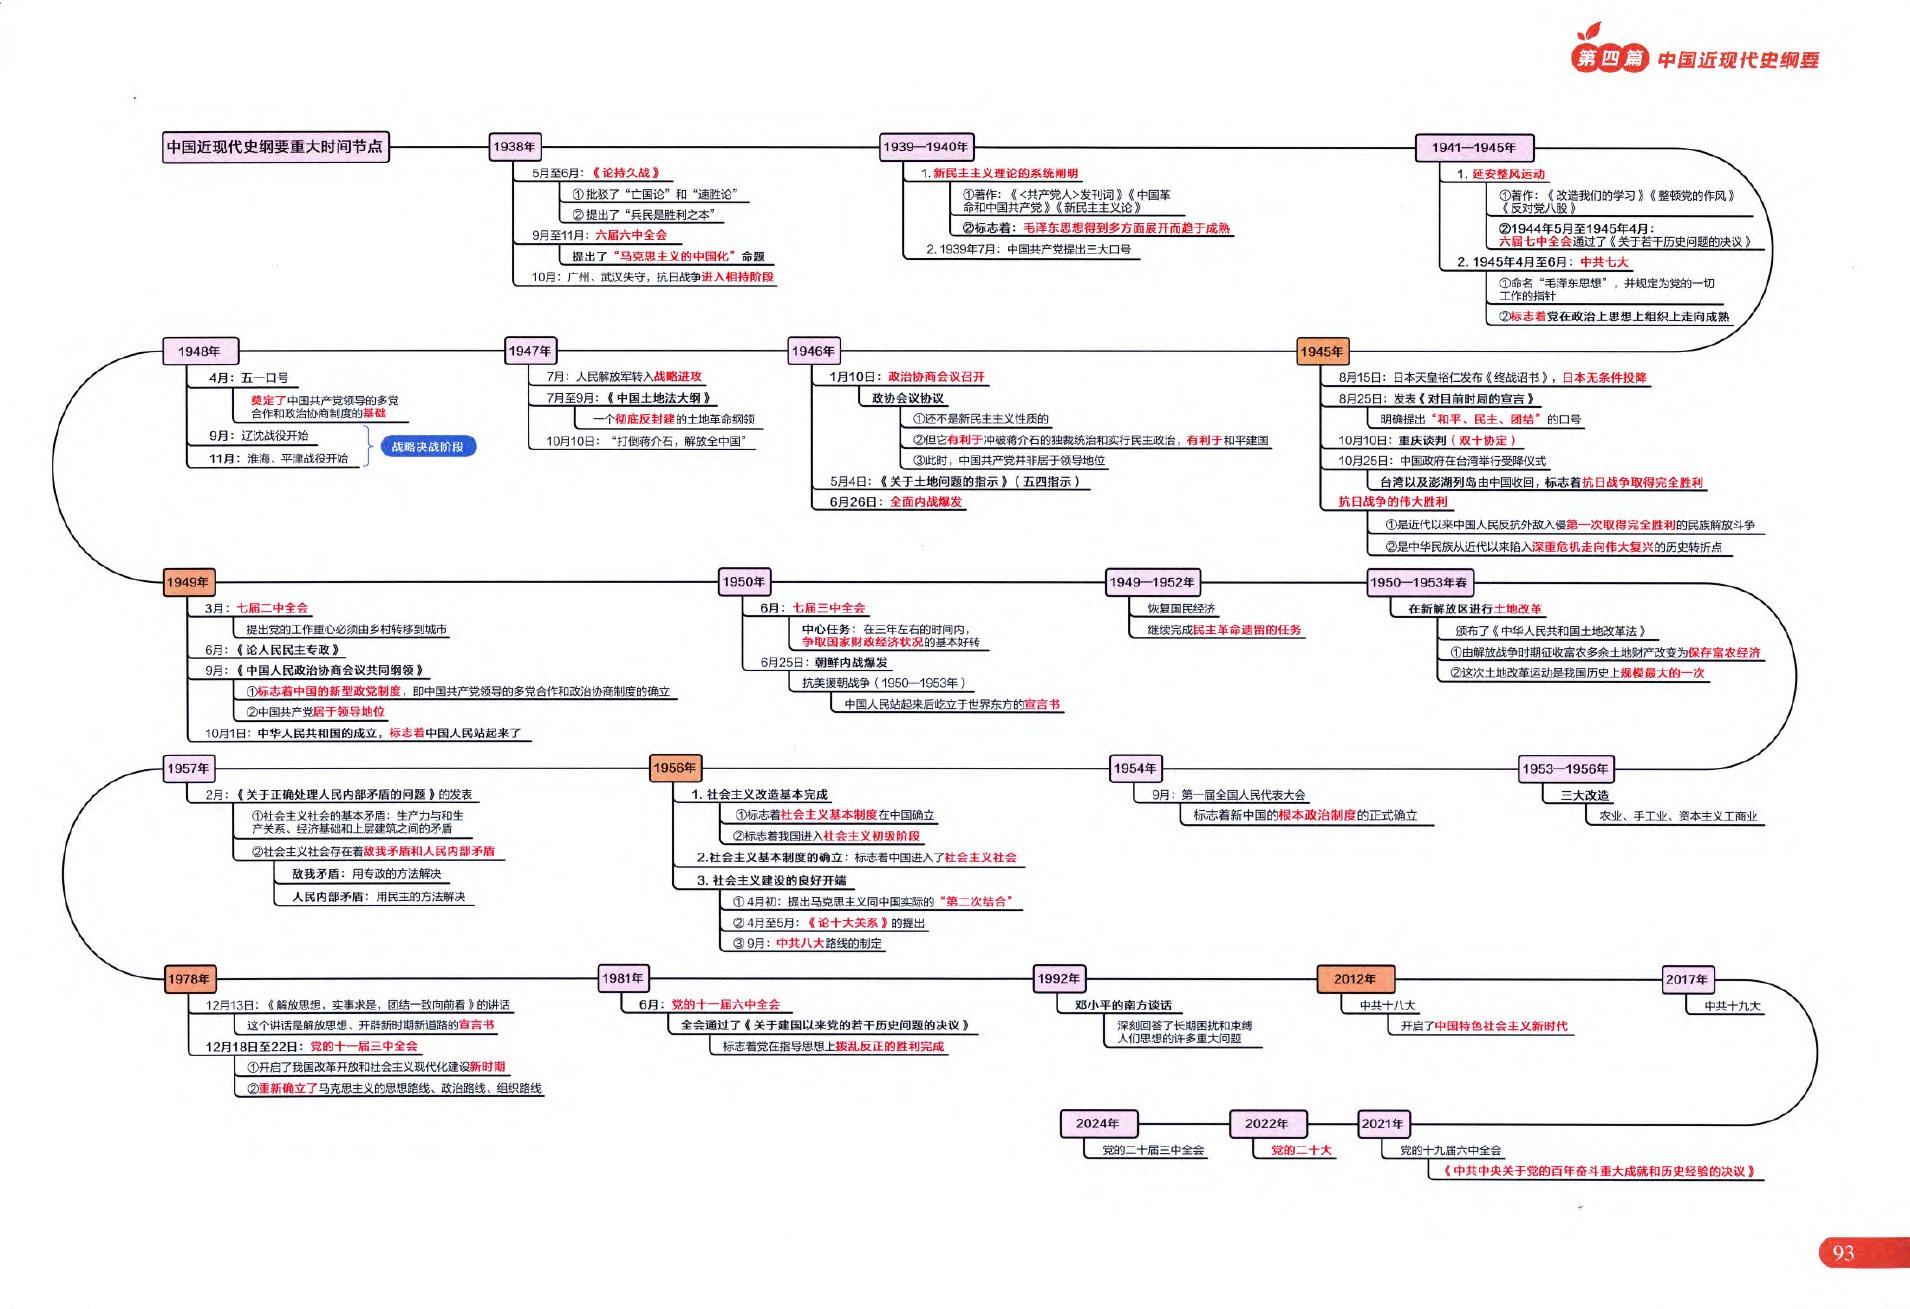 第四篇 中国近现代史纲要
中国近现代史纲要重大时间节点
1938年
5月至6月：《论持久战》
①批驳了“亡国论”和“速胜论”
②提出了“兵民是胜利之本”
9月至11月：六届六中全会
提出了“马克思主义的中国化”命题
10月：广州、武汉失守，抗日战争进入相持阶段
1939—1940年
1.新民主主义理论的系统阐明
①著作：《<共产党人>发刊词》《中国革
命和中国共产党》《新民主主义论》
②标志着：毛泽东思想得到多方面展开而趋于成熟
2.1939年7月：中国共产党提出三大口号
1941—1945年
1. 延安整风运动
①著作：《改造我们的学习》《整顿党的作风》
《反对党八股》
②1944年5月至1945年4月：
六届七中全会通过了《关于若干历史问题的决议》
2. 1945年4月至6月：中共七大
①命名“毛泽东思想”，并规定为党的一切
工作的指针
②标志着党在政治上思想上组织上走向成熟
1945年
8月15日：日本天皇裕仁发布《终战诏书》，日本无条件投降
8月25日：发表《对目前时局的宣言》
明确提出“和平、民主、团结”的口号
10月10日：重庆谈判（双十协定）
10月25日：中国政府在台湾举行受降仪式
台湾以及澎湖列岛由中国收回，标志着抗日战争取得完全胜利
抗日战争的伟大胜利
①是近代以来中国人民反抗外敌入侵第一次取得完全胜利的民族解放斗争
②是中华民族从近代以来陷入深重危机走向伟大复兴的历史转折点
1946年
1月10日：政治协商会议召开
政协会议协议
①还不是新民主主义性质的
②但它有利于冲破蒋介石的独裁统治和实行民主政治，有利于和平建国
③此时，中国共产党并非居于领导地位
5月4日：《关于土地问题的指示》（五四指示）
6月26日：全面内战爆发
1947年
7月：人民解放军转入战略进攻
7月至9月：《中国土地法大纲》
一个彻底反封建的土地革命纲领
10月10日：“打倒蒋介石，解放全中国”
1948年
4月：五一口号
奠定了中国共产党领导的多党
合作和政治协商制度的基础
9月：辽沈战役开始
11月：淮海、平津战役开始
战略决战阶段
1949年
3月：七届二中全会
提出党的工作重心必须由乡村转移到城市
6月：《论人民民主专政》
9月：《中国人民政治协商会议共同纲领》
①标志着中国的新型政党制度，即中国共产党领导的多党合作和政治协商制度的确立
②中国共产党居于领导地位
10月1日：中华人民共和国的成立，标志着中国人民站起来了
1950年
6月：七届三中全会
中心任务：在三年左右的时间内，
争取国家财政经济状况的基本好转
6月25日：朝鲜内战爆发
抗美援朝战争（1950—1953年）
中国人民站起来后屹立于世界东方的宣言书
1949—1952年
恢复国民经济
继续完成民主革命遗留的任务
1950—1953年春
在新解放区进行土地改革
颁布了《中华人民共和国土地改革法》
①由解放战争时期征收富农多余土地财产改变为保存富农经济
②这次土地改革运动是我国历史上规模最大的一次
1953—1956年
三大改造
农业、手工业、资本主义工商业
1954年
9月：第一届全国人民代表大会
标志着新中国的根本政治制度的正式确立
1956年
1. 社会主义改造基本完成
①标志着社会主义基本制度在中国确立
②标志着我国进入社会主义初级阶段
2.社会主义基本制度的确立：标志着中国进入了社会主义社会
3. 社会主义建设的良好开端
① 4月初：提出马克思主义同中国实际的“第二次结合”
② 4月至5月：《论十大关系》的提出
③ 9月：中共八大路线的制定
1957年
2月：《关于正确处理人民内部矛盾的问题》的发表
①社会主义社会的基本矛盾：生产力与和生
产关系、经济基础和上层建筑之间的矛盾
②社会主义社会存在着敌我矛盾和人民内部矛盾
敌我矛盾：用专政的方法解决
人民内部矛盾：用民主的方法解决
1978年
12月13日：《解放思想，实事求是，团结一致向前看》的讲话
这个讲话是解放思想、开辟新时期新道路的宣言书
12月18日至22日：党的十一届三中全会
①开启了我国改革开放和社会主义现代化建设新时期
②重新确立了马克思主义的思想路线、政治路线、组织路线
1981年
6月：党的十一届六中全会
全会通过了《关于建国以来党的若干历史问题的决议》
标志着党在指导思想上拨乱反正的胜利完成
1992年
邓小平的南方谈话
深刻回答了长期困扰和束缚
人们思想的许多重大问题
2012年
中共十八大
开启了中国特色社会主义新时代
2017年
中共十九大
2021年
党的十九届六中全会
《中共中央关于党的百年奋斗重大成就和历史经验的决议》
2022年
党的二十大
2024年
党的二十届三中全会
93